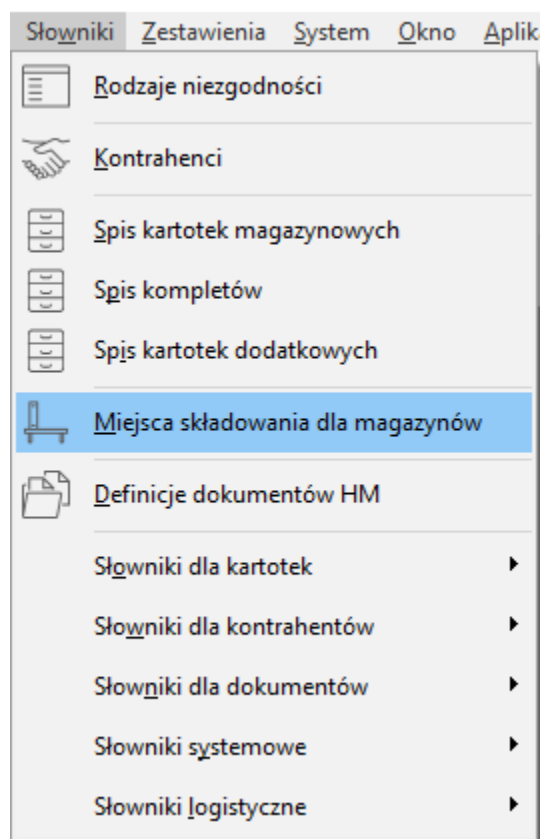 Słowniki Zestawienia System Okno Aplik
Rodzaje niezgodności
Kontrahenci
Spis kartotek magazynowych
Spis kompletów
Spis kartotek dodatkowych
Miejsca składowania dla magazynów
Definicje dokumentów HM
Słowniki dla kartotek
Słowniki dla kontrahentów
Słowniki dla dokumentów
Słowniki systemowe
Słowniki logistyczne